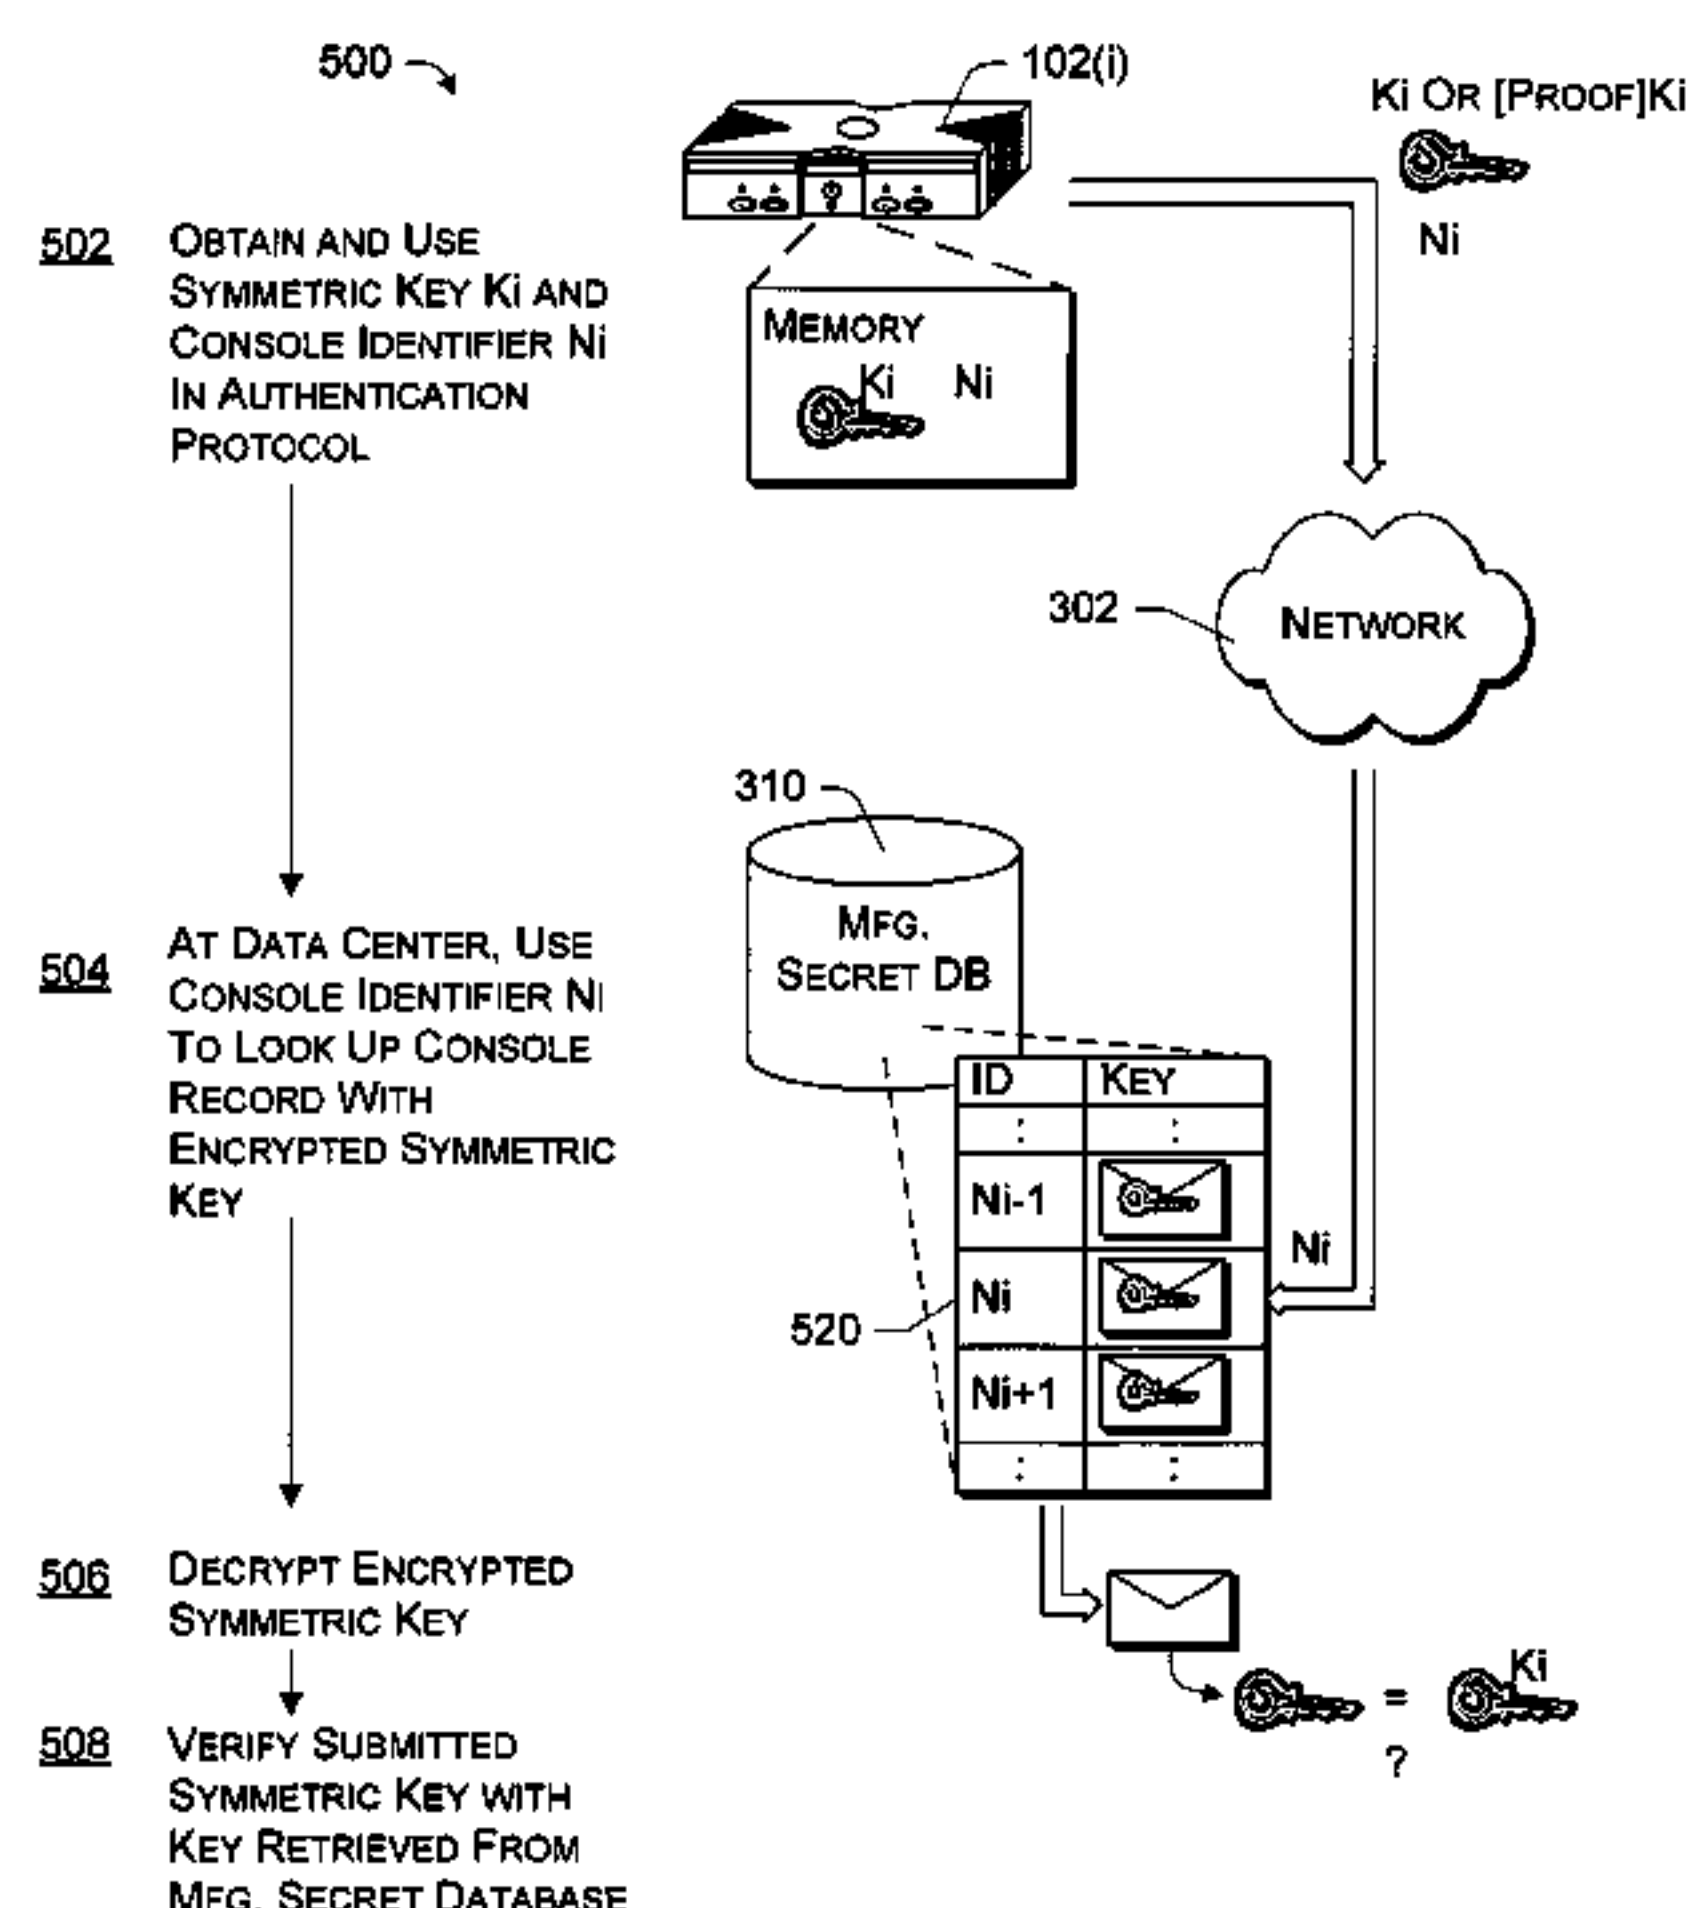 500
102(i)
Ki OR [PROOF]Ki
Ni
502
OBTAIN AND USE
SYMMETRIC KEY Ki AND
CONSOLE IDENTIFIER Ni
IN AUTHENTICATION
PROTOCOL
MEMORY
Ki Ni
302
NETWORK
310
MFG.
SECRET DB
504
AT DATA CENTER, USE
CONSOLE IDENTIFIER Ni
TO LOOK UP CONSOLE
RECORD WITH
ENCRYPTED SYMMETRIC
KEY
ID KEY
: :
Ni-1
Ni
Ni
520
Ni+1
: :
506
DECRYPT ENCRYPTED
SYMMETRIC KEY
Ki
=
?
508
VERIFY SUBMITTED
SYMMETRIC KEY WITH
KEY RETRIEVED FROM
MFG. SECRET DATABASE